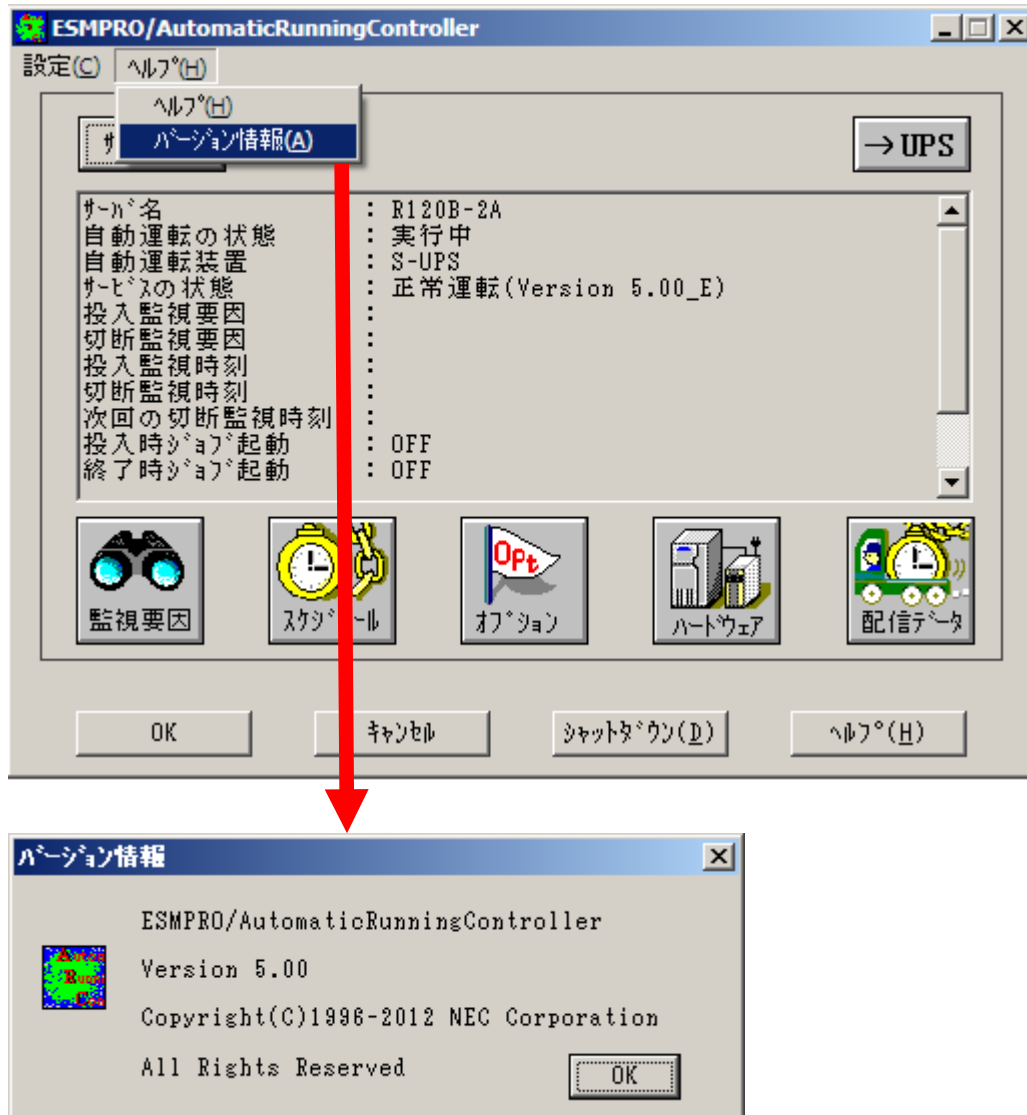 ESMPRO/AutomaticRunningController
設定(C) ﾍﾙﾌﾟ(H)
ﾍﾙﾌﾟ(H)
ﾊﾞｰｼﾞｮﾝ情報(A)
ｻ
→UPS
ｻｰﾊﾞ名 : R120B-2A
自動運転の状態 : 実行中
自動運転装置 : S-UPS
ｻｰﾋﾞｽの状態 : 正常運転(Version 5.00_E)
投入監視要因 :
切断監視要因 :
投入監視時刻 :
切断監視時刻 :
次回の切断監視時刻 :
投入時ｼﾞｮﾌﾞ起動 : OFF
終了時ｼﾞｮﾌﾞ起動 : OFF
Opt
監視要因 ｽｹｼﾞｭｰﾙ ｵﾌﾟｼｮﾝ ﾊｰﾄﾞｳｪｱ 配信ﾃﾞｰﾀ
OK ｷｬﾝｾﾙ ｼｬｯﾄﾀﾞｳﾝ(D) ﾍﾙﾌﾟ(H)
ﾊﾞｰｼﾞｮﾝ情報
ESMPRO/AutomaticRunningController
Version 5.00
Copyright(C)1996-2012 NEC Corporation
All Rights Reserved
OK